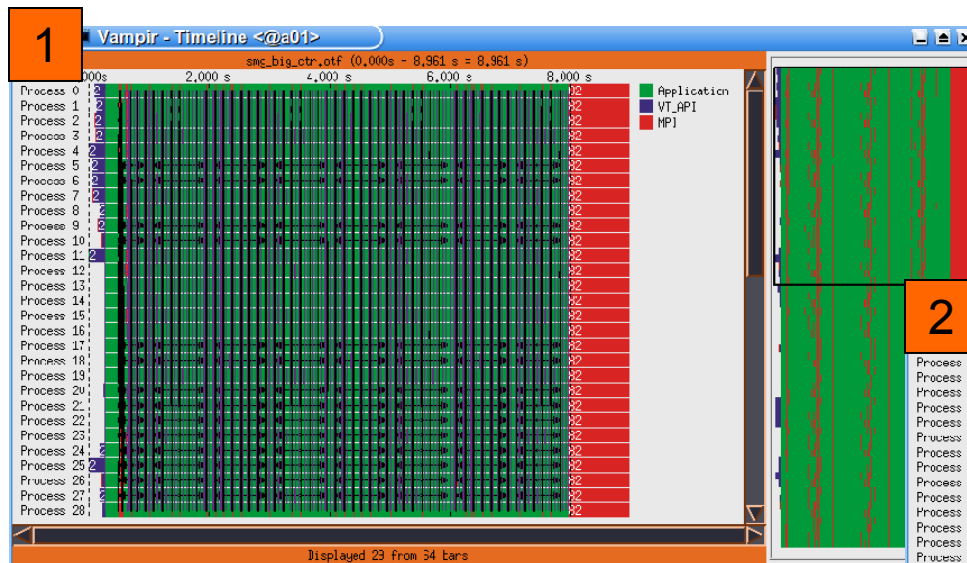 1
Vampir - Timeline <@a01>
smc_big_ctr.otf (0.000s - 8.961 s = 8.961 s)
2.000 s 4.000 s 6.000 s 8.000 s
Process 0
Process 1
Process 2
Process 3
Process 4
Process 5
Process 6
Process 7
Process 8
Process 9
Process 10
Process 11
Process 12
Process 13
Process 14
Process 15
Process 16
Process 17
Process 18
Process 19
Process 20
Process 21
Process 22
Process 23
Process 24
Process 25
Process 26
Process 27
Process 28
Application
VT_API
MPI
Displayed 29 from 64 bars
2
Process
Process
Process
Process
Process
Process
Process
Process
Process
Process
Process
Process
Process
Process